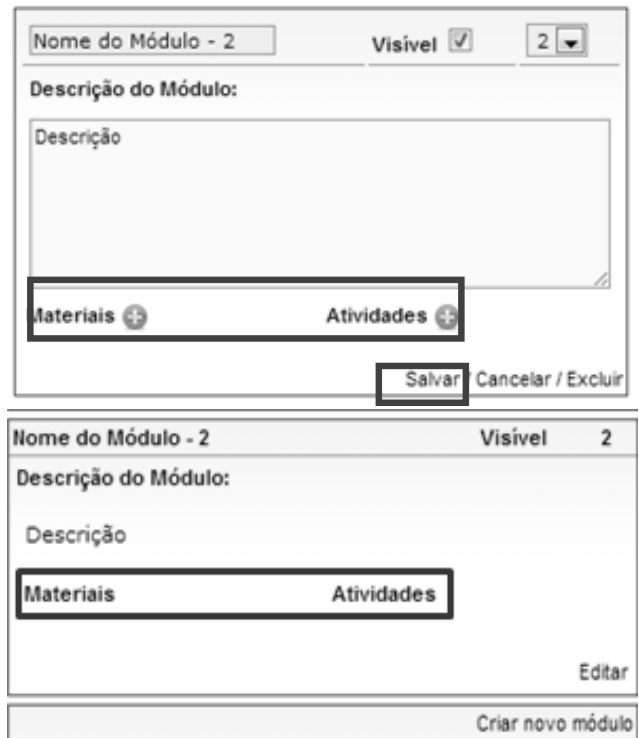 Nome do Módulo - 2 Visível 2
Descrição do Módulo:
Descrição
Materiais Atividades
Salvar / Cancelar / Excluir
Nome do Módulo - 2 Visível 2
Descrição do Módulo:
Descrição
Materiais Atividades
Editar
Criar novo módulo